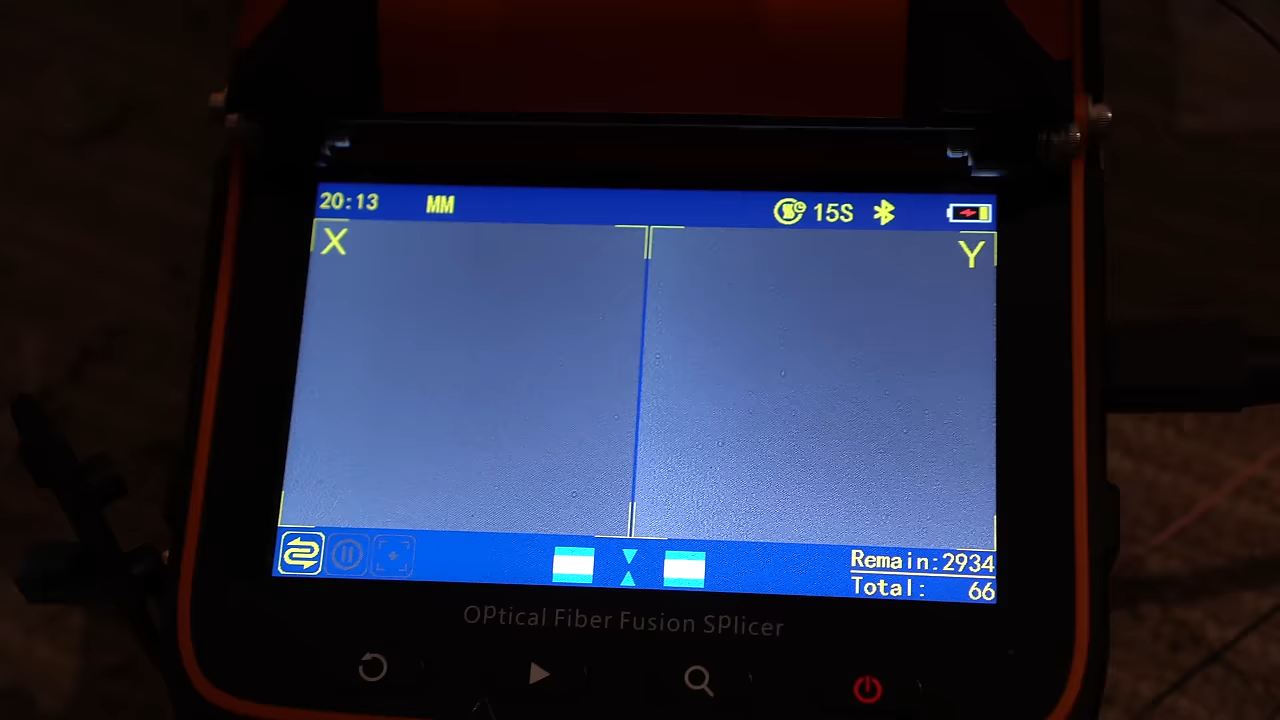 20:13 MM 15S
X Y
Remain:2934
Total: 66
OPtical Fiber Fusion SPlicer